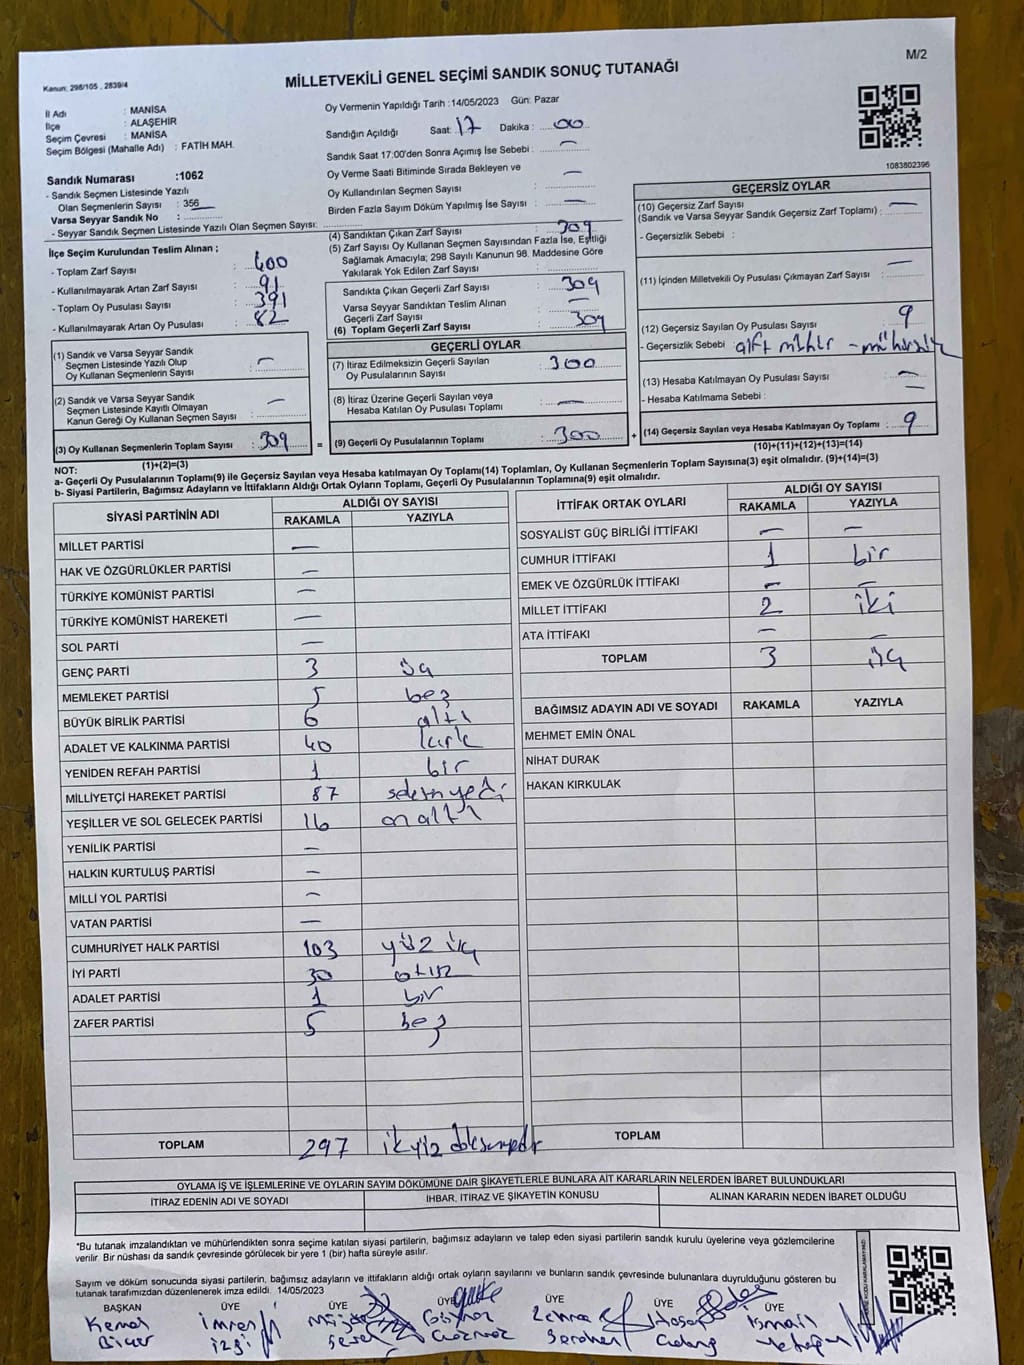 M/2
Kanun: 298/105 , 2839/4
MİLLETVEKİLİ GENEL SEÇİMİ SANDIK SONUÇ TUTANAĞI
İl Adı : MANİSA
İlçe : ALAŞEHİR
Seçim Çevresi : MANİSA
Seçim Bölgesi (Mahalle Adı) : FATİH MAH.
Sandık Numarası :1062
- Sandık Seçmen Listesinde Yazılı
Olan Seçmenlerin Sayısı : 356
Varsa Seyyar Sandık No :
- Seyyar Sandık Seçmen Listesinde Yazılı Olan Seçmen Sayısı:
Oy Vermenin Yapıldığı Tarih :14/05/2023 Gün: Pazar
Sandığın Açıldığı Saat: 17 Dakika : 00
Sandık Saat 17:00'den Sonra Açımış İse Sebebi : —
Oy Verme Saati Bitiminde Sırada Bekleyen ve
Oy Kullandırılan Seçmen Sayısı : —
Birden Fazla Sayım Döküm Yapılmış İse Sayısı : —
1083802396
İlçe Seçim Kurulundan Teslim Alınan ;
- Toplam Zarf Sayısı : 400
- Kullanılmayarak Artan Zarf Sayısı : 91
- Toplam Oy Pusulası Sayısı : 391
- Kullanılmayarak Artan Oy Pusulası : 82
(1) Sandık ve Varsa Seyyar Sandık
Seçmen Listesinde Yazılı Olup
Oy Kullanan Seçmenlerin Sayısı : —
(2) Sandık ve Varsa Seyyar Sandık
Seçmen Listesinde Kayıtlı Olmayan
Kanun Gereği Oy Kullanan Seçmen Sayısı : —
(3) Oy Kullanan Seçmenlerin Toplam Sayısı : 309
(1)+(2)=(3)
(4) Sandıktan Çıkan Zarf Sayısı : 309
(5) Zarf Sayısı Oy Kullanan Seçmen Sayısından Fazla İse, Eşitliği
Sağlamak Amacıyla; 298 Sayılı Kanunun 98. Maddesine Göre
Yakılarak Yok Edilen Zarf Sayısı : —
Sandıkta Çıkan Geçerli Zarf Sayısı : 309
Varsa Seyyar Sandıktan Teslim Alınan
Geçerli Zarf Sayısı : —
(6) Toplam Geçerli Zarf Sayısı : 309
GEÇERLİ OYLAR
(7) İtiraz Edilmeksizin Geçerli Sayılan
Oy Pusulalarının Sayısı : 300
(8) İtiraz Üzerine Geçerli Sayılan veya
Hesaba Katılan Oy Pusulası Toplamı : —
= (9) Geçerli Oy Pusulalarının Toplamı : 300 +
GEÇERSİZ OYLAR
(10) Geçersiz Zarf Sayısı
(Sandık ve Varsa Seyyar Sandık Geçersiz Zarf Toplamı) : —
- Geçersizlik Sebebi :
(11) İçinden Milletvekili Oy Pusulası Çıkmayan Zarf Sayısı : —
(12) Geçersiz Sayılan Oy Pusulası Sayısı : 9
- Geçersizlik Sebebi : çift mühür - mühürsüz
(13) Hesaba Katılmayan Oy Pusulası Sayısı : —
- Hesaba Katılmama Sebebi : —
(14) Geçersiz Sayılan veya Hesaba Katılmayan Oy Toplamı : 9
(10)+(11)+(12)+(13)=(14)
NOT:
a- Geçerli Oy Pusulalarının Toplamı(9) ile Geçersiz Sayılan veya Hesaba katılmayan Oy Toplamı(14) Toplamları, Oy Kullanan Seçmenlerin Toplam Sayısına(3) eşit olmalıdır. (9)+(14)=(3)
b- Siyasi Partilerin, Bağımsız Adayların ve İttifakların Aldığı Ortak Oyların Toplamı, Geçerli Oy Pusulalarının Toplamına(9) eşit olmalıdır.
SİYASİ PARTİNİN ADI ALDIĞI OY SAYISI
RAKAMLA YAZIYLA
MİLLET PARTİSİ —
HAK VE ÖZGÜRLÜKLER PARTİSİ —
TÜRKİYE KOMÜNİST PARTİSİ —
TÜRKİYE KOMÜNİST HAREKETİ —
SOL PARTİ —
GENÇ PARTİ 3 üç
MEMLEKET PARTİSİ 5 beş
BÜYÜK BİRLİK PARTİSİ 6 altı
ADALET VE KALKINMA PARTİSİ 40 kırk
YENİDEN REFAH PARTİSİ 1 bir
MİLLİYETÇİ HAREKET PARTİSİ 87 seksenyedi
YEŞİLLER VE SOL GELECEK PARTİSİ 16 onaltı
YENİLİK PARTİSİ —
HALKIN KURTULUŞ PARTİSİ —
MİLLİ YOL PARTİSİ —
VATAN PARTİSİ —
CUMHURİYET HALK PARTİSİ 103 yüz üç
İYİ PARTİ 30 otuz
ADALET PARTİSİ 1 bir
ZAFER PARTİSİ 5 beş
TOPLAM 297 ikiyüz doksanyedi
İTTİFAK ORTAK OYLARI ALDIĞI OY SAYISI
RAKAMLA YAZIYLA
SOSYALİST GÜÇ BİRLİĞİ İTTİFAKI — —
CUMHUR İTTİFAKI 1 bir
EMEK VE ÖZGÜRLÜK İTTİFAKI — —
MİLLET İTTİFAKI 2 iki
ATA İTTİFAKI — —
TOPLAM 3 üç
BAĞIMSIZ ADAYIN ADI VE SOYADI RAKAMLA YAZIYLA
MEHMET EMİN ÖNAL
NİHAT DURAK
HAKAN KIRKULAK
TOPLAM
OYLAMA İŞ VE İŞLEMLERİNE VE OYLARIN SAYIM DÖKÜMÜNE DAİR ŞİKAYETLERLE BUNLARA AİT KARARLARIN NELERDEN İBARET BULUNDUKLARI
İTİRAZ EDENİN ADI VE SOYADI İHBAR, İTİRAZ VE ŞİKAYETİN KONUSU ALINAN KARARIN NEDEN İBARET OLDUĞU
*Bu tutanak imzalandıktan ve mühürlendikten sonra seçime katılan siyasi partilerin, bağımsız adayların ve talep eden siyasi partilerin sandık kurulu üyelerine veya gözlemcilerine
verilir. Bir nüshası da sandık çevresinde görülecek bir yere 1 (bir) hafta süreyle asılır.
Sayım ve döküm sonucunda siyasi partilerin, bağımsız adayların ve ittifakların aldığı ortak oyların sayılarını ve bunların sandık çevresinde bulunanlara duyrulduğunu gösteren bu
tutanak tarafımızdan düzenlenerek imza edildi. 14/05/2023
BAŞKAN ÜYE ÜYE ÜYE ÜYE ÜYE ÜYE
Kemal İmren Zehra Hasan İsmail
İzgi